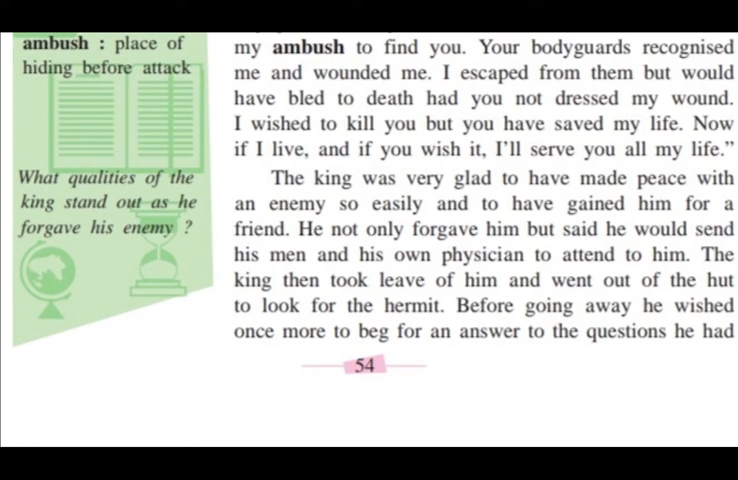 ambush : place of
hiding before attack
What qualities of the
king stand out as he
forgave his enemy ?
my ambush to find you. Your bodyguards recognised
me and wounded me. I escaped from them but would
have bled to death had you not dressed my wound.
I wished to kill you but you have saved my life. Now
if I live, and if you wish it, I'll serve you all my life."
The king was very glad to have made peace with
an enemy so easily and to have gained him for a
friend. He not only forgave him but said he would send
his men and his own physician to attend to him. The
king then took leave of him and went out of the hut
to look for the hermit. Before going away he wished
once more to beg for an answer to the questions he had
54